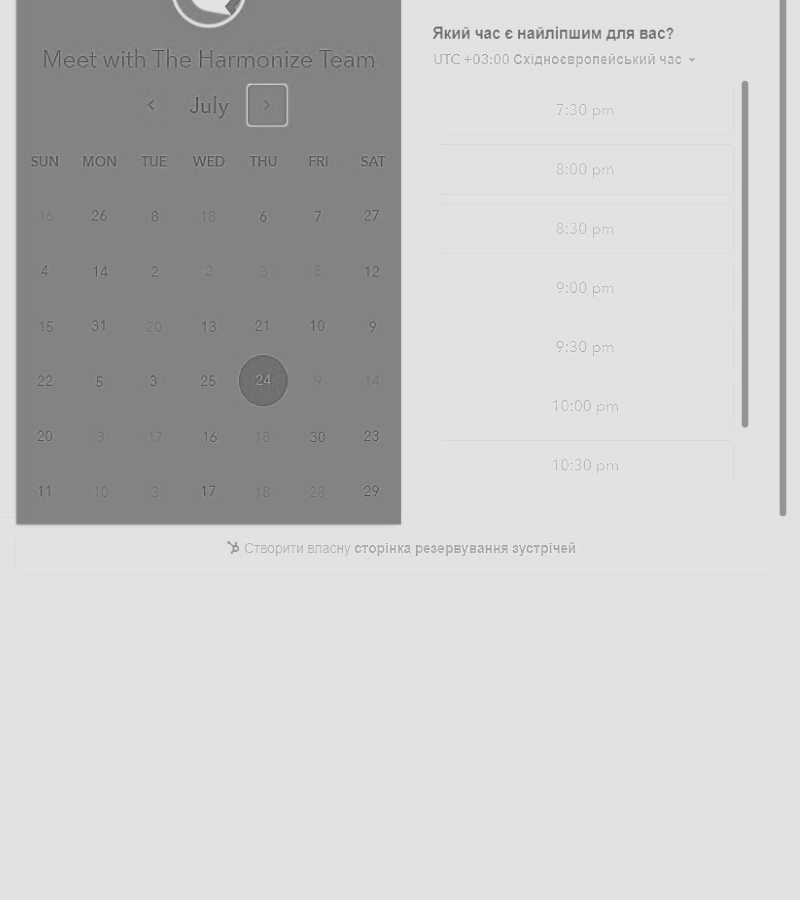 Meet with The Harmonize Team
July
SUN MON TUE WED THU FRI SAT
16 26 8 18 6 7 27
4 14 2 2 3 8 12
15 31 20 13 21 10 9
22 5 3 25 24 9 14
20 3 17 16 18 30 23
11 10 3 17 18 28 29
Який час є найліпшим для вас?
UTC +03:00 Східноєвропейський час
7:30 pm
8:00 pm
8:30 pm
9:00 pm
9:30 pm
10:00 pm
10:30 pm
Створити власну сторінка резервування зустрічей